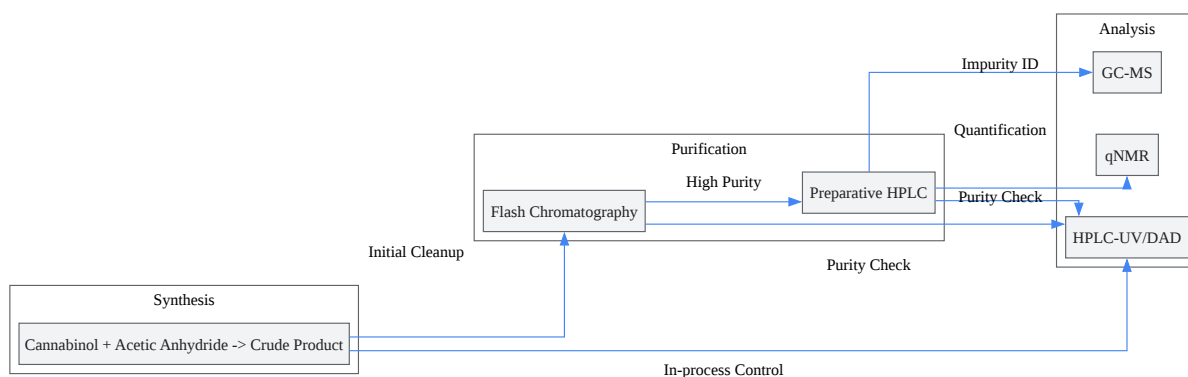 Analysis
Impurity ID
GC-MS
Quantification
Purification
qNMR
High Purity
Preparative HPLC
Purity Check
Flash Chromatography
HPLC-UV/DAD
Initial Cleanup
Purity Check
Synthesis
Cannabinol + Acetic Anhydride -> Crude Product
In-process Control